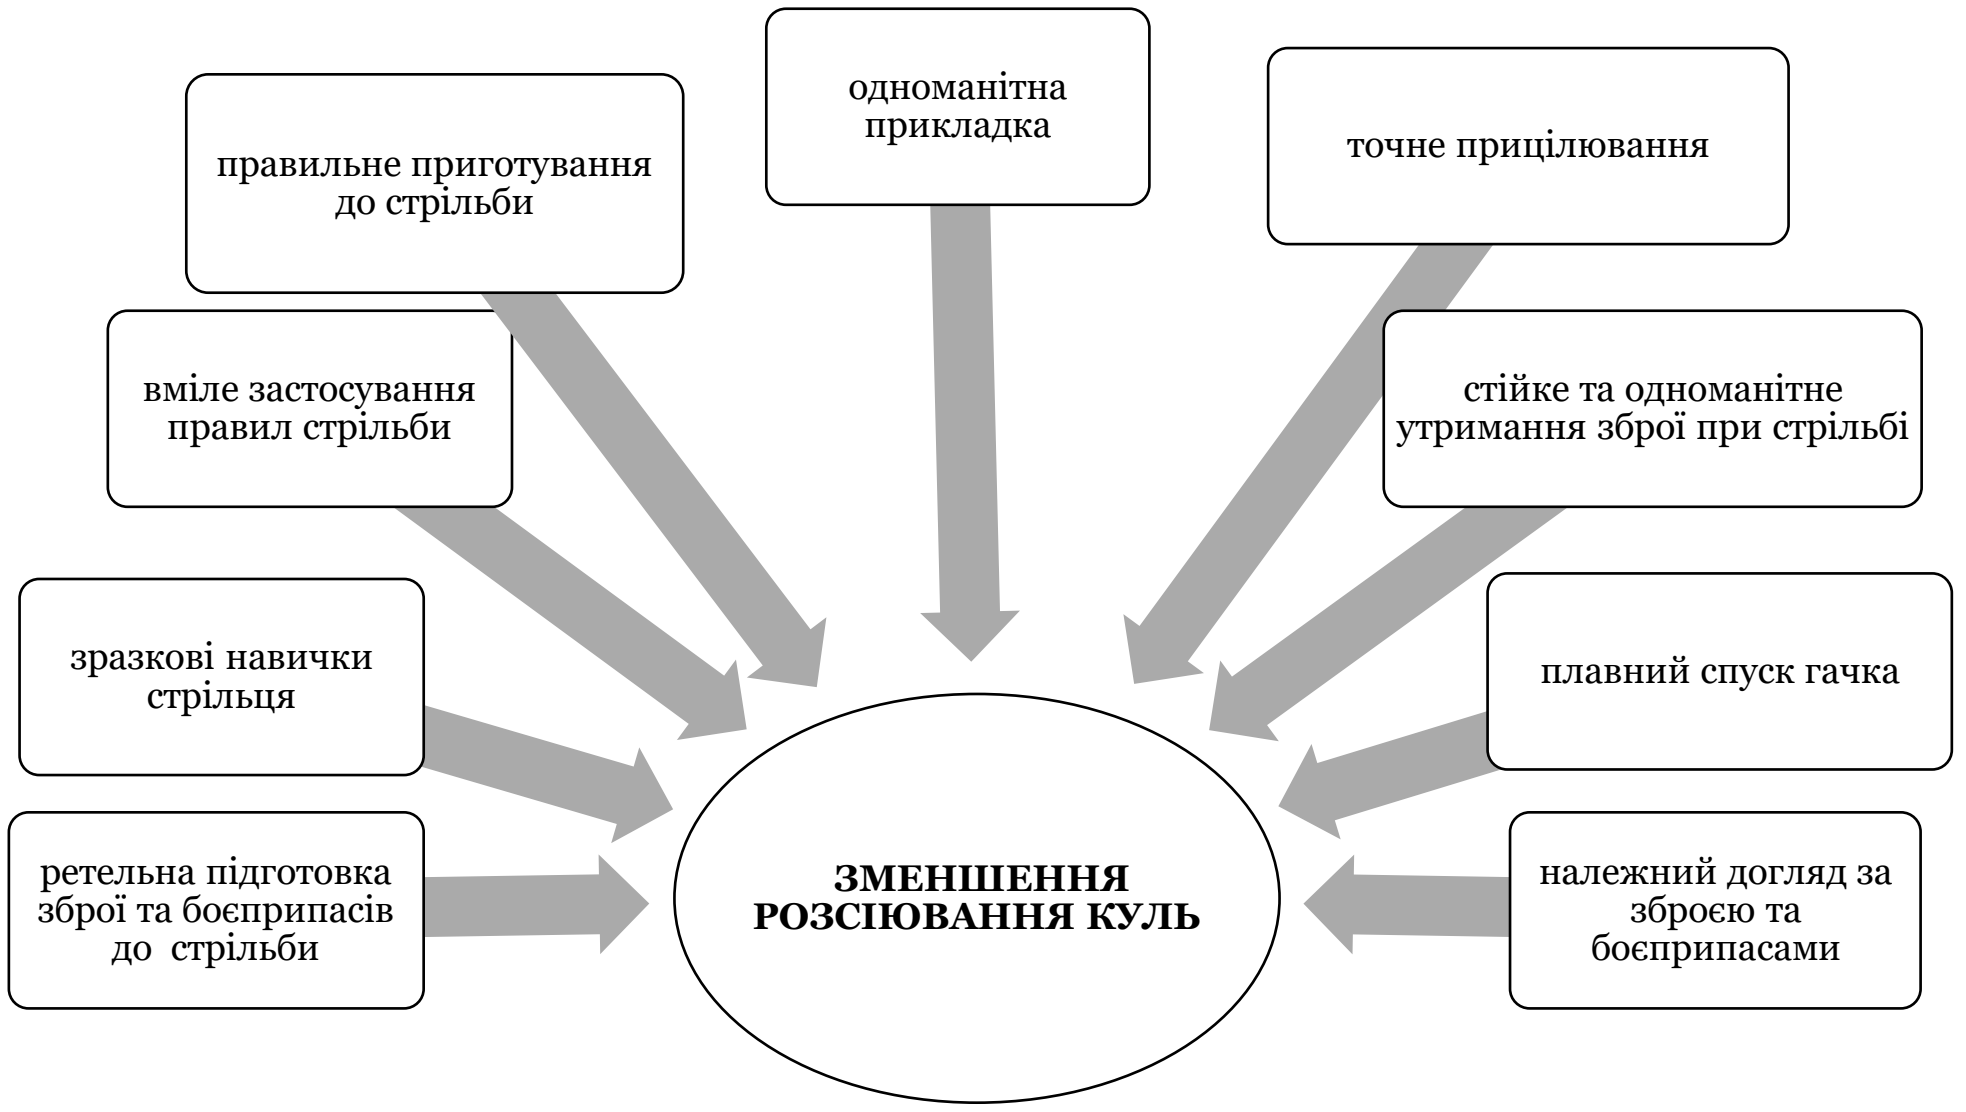 одноманітна
прикладка
правильне приготування
до стрільби
точне прицілювання
вміле застосування
правил стрільби
стійке та одноманітне
утримання зброї при стрільбі
зразкові навички
стрільця
плавний спуск гачка
ретельна підготовка
зброї та боєприпасів
до стрільби
ЗМЕНШЕННЯ
РОЗСІЮВАННЯ КУЛЬ
належний догляд за
зброєю та
боєприпасами